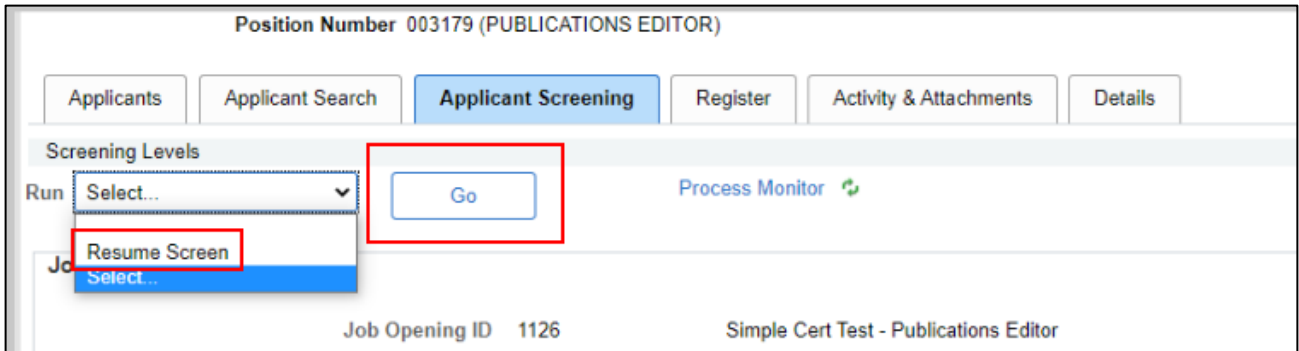 Position Number 003179 (PUBLICATIONS EDITOR)
Applicants Applicant Search Applicant Screening Register Activity & Attachments Details
Screening Levels
Run Select... Go Process Monitor
Resume Screen
Select...
Job Opening ID 1126 Simple Cert Test - Publications Editor